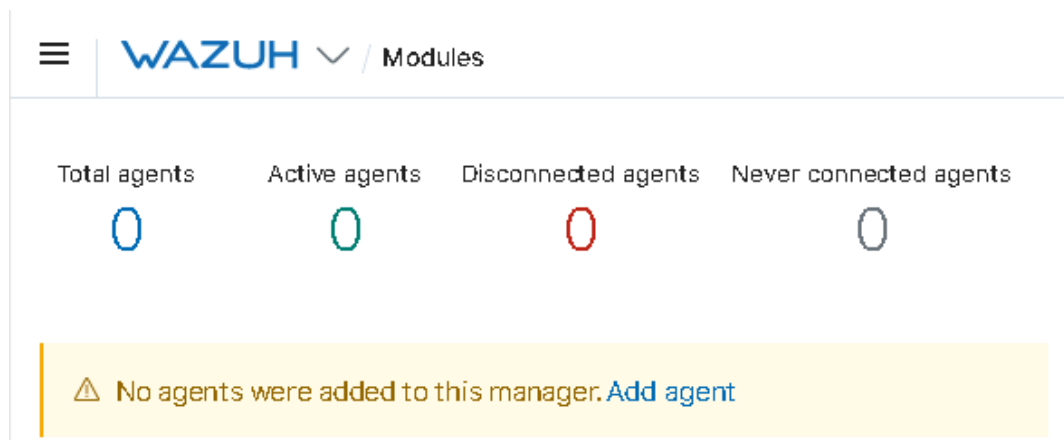 WAZUH / Modules
Total agents Active agents Disconnected agents Never connected agents
0 0 0 0
No agents were added to this manager. Add agent